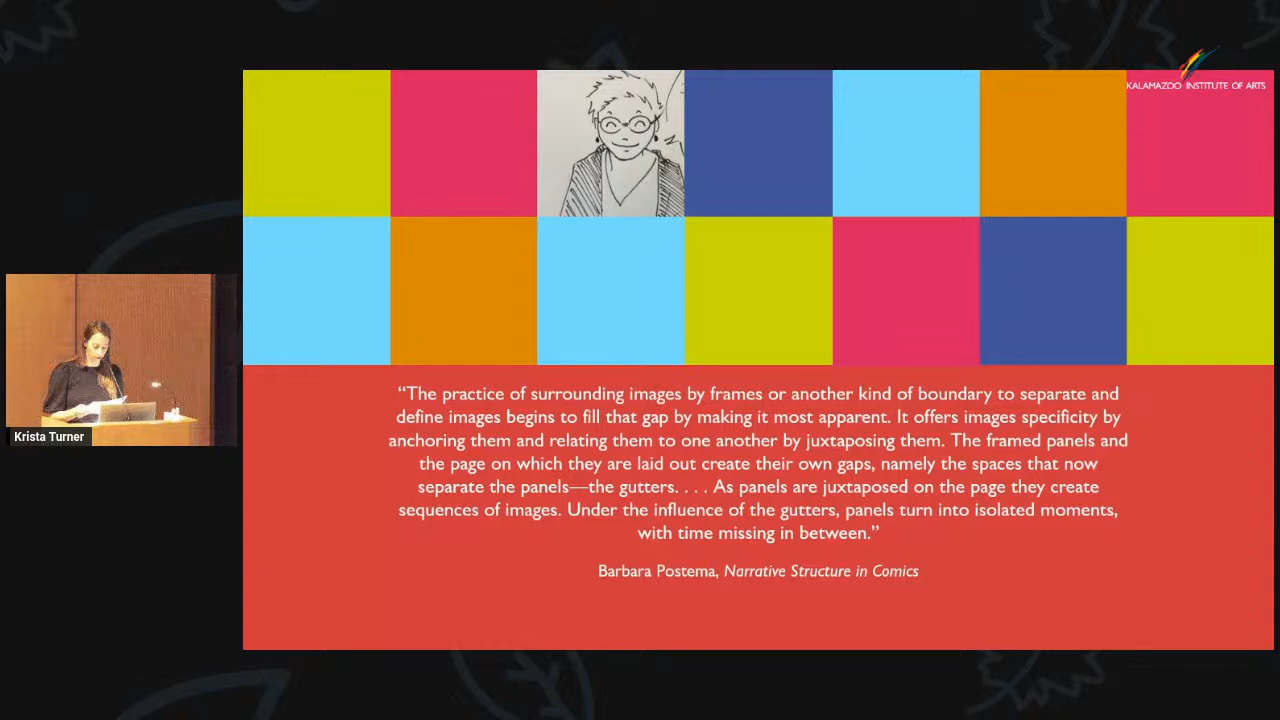 KALAMAZOO INSTITUTE OF ARTS
Krista Turner
“The practice of surrounding images by frames or another kind of boundary to separate and
define images begins to fill that gap by making it most apparent. It offers images specificity by
anchoring them and relating them to one another by juxtaposing them. The framed panels and
the page on which they are laid out create their own gaps, namely the spaces that now
separate the panels—the gutters. . . . As panels are juxtaposed on the page they create
sequences of images. Under the influence of the gutters, panels turn into isolated moments,
with time missing in between.”
Barbara Postema, Narrative Structure in Comics